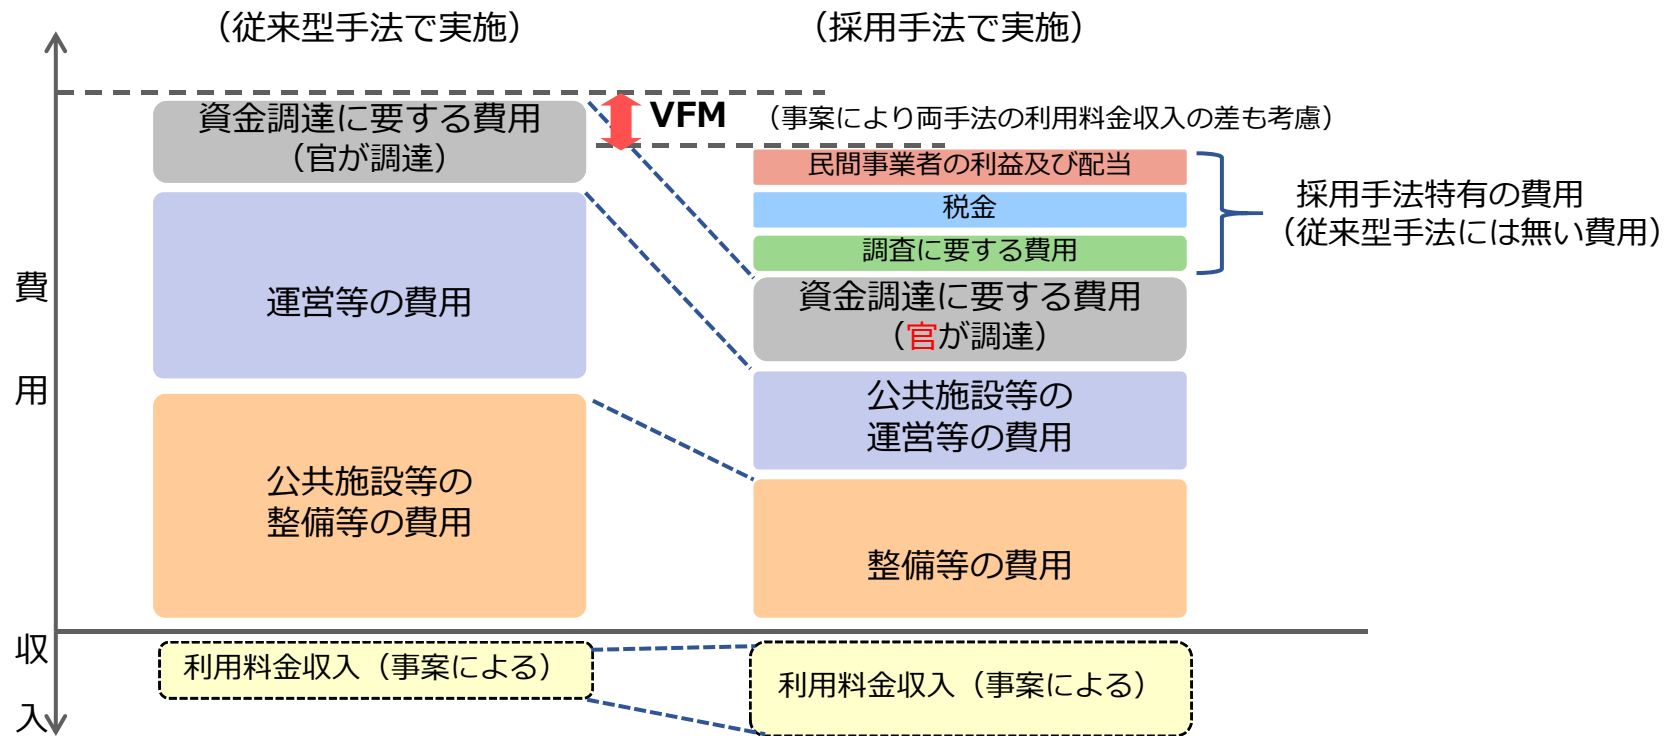 （従来型手法で実施）
（採用手法で実施）
費
用
収
入
資金調達に要する費用
（官が調達）
運営等の費用
公共施設等の
整備等の費用
利用料金収入（事案による）
VFM
（事案により両手法の利用料金収入の差も考慮）
民間事業者の利益及び配当
税金
調査に要する費用
資金調達に要する費用
（官が調達）
公共施設等の
運営等の費用
整備等の費用
利用料金収入（事案による）
採用手法特有の費用
（従来型手法には無い費用）